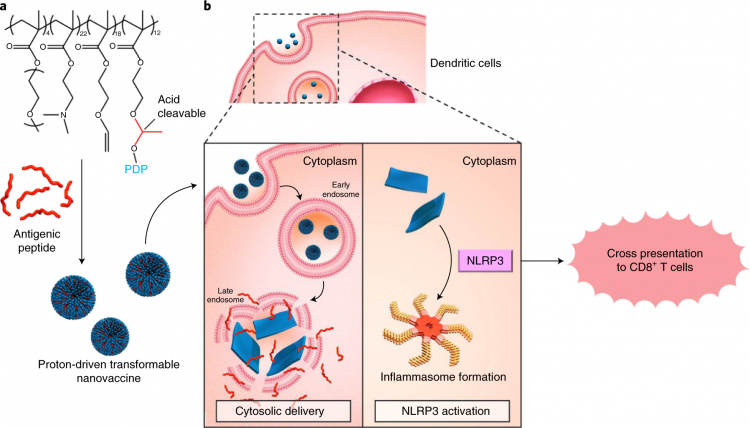 a
4
22
18
12
O
O
O
O
O
O
O
O
O
N
O
O
O
Acid
cleavable
PDP
Antigenic
peptide
Proton-driven transformable
nanovaccine
b
Dendritic cells
Cytoplasm
Early
endosome
Late
endosome
Cytosolic delivery
Cytoplasm
NLRP3
Inflammasome formation
NLRP3 activation
Cross presentation
to CD8⁺ T cells